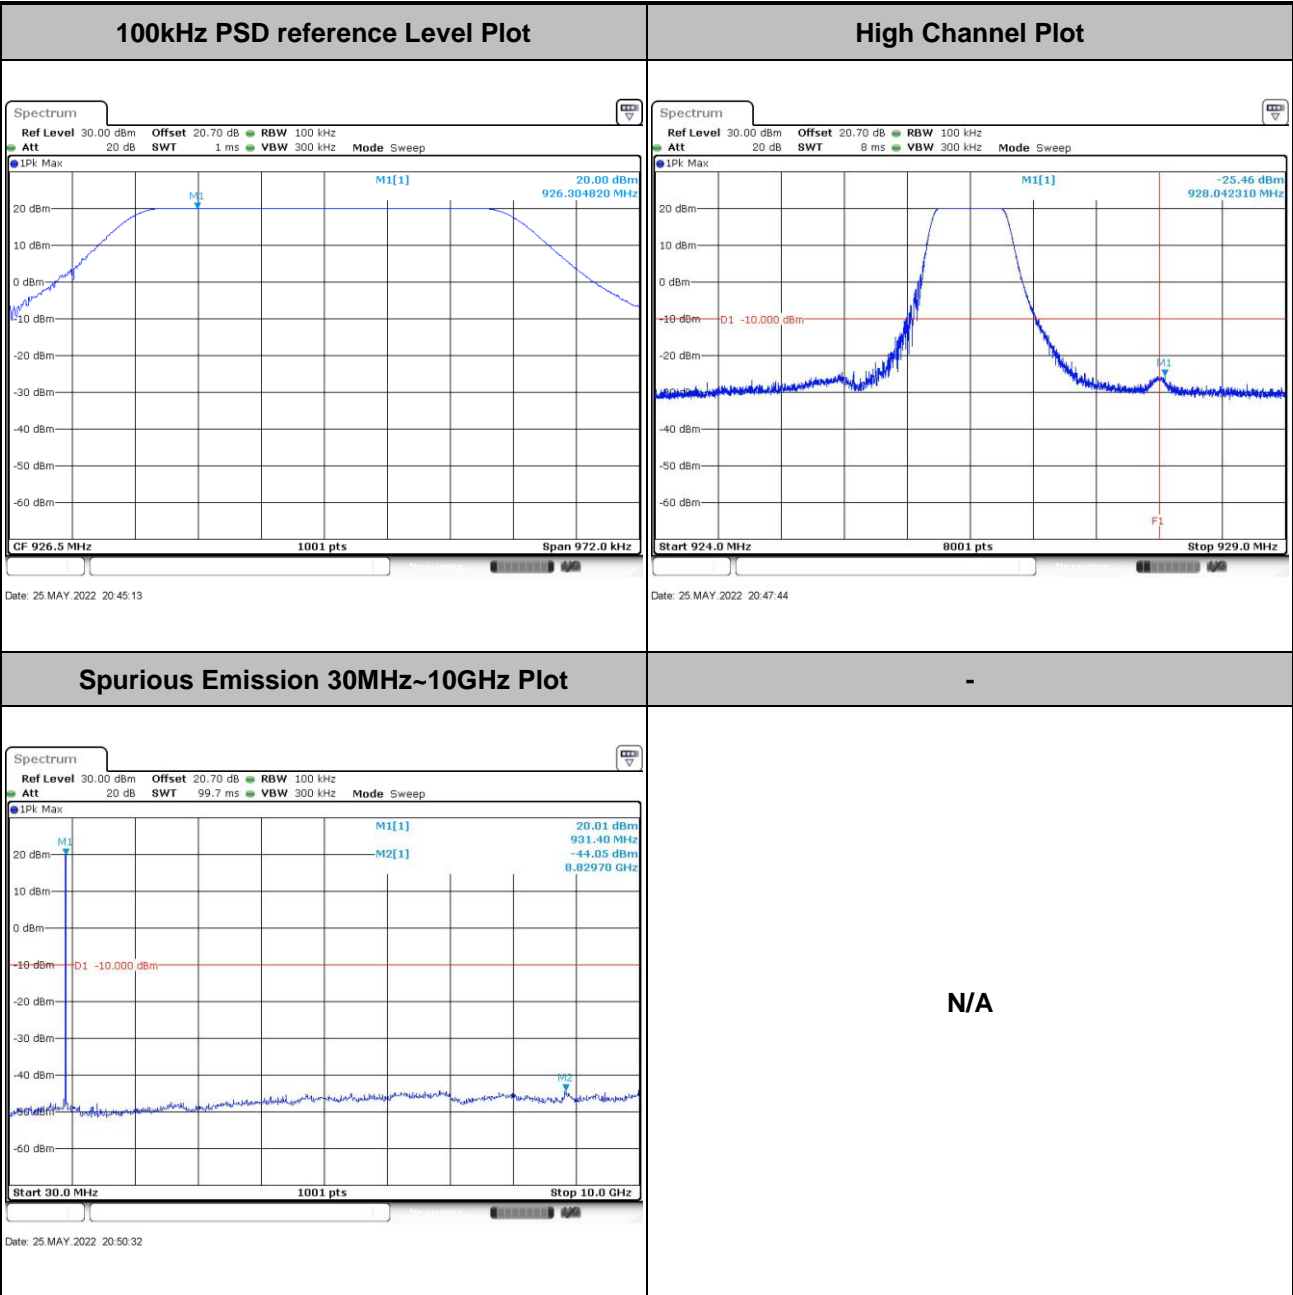 100kHz PSD reference Level Plot
High Channel Plot
Spectrum
Ref Level 30.00 dBm Offset 20.70 dB RBW 100 kHz
Att 20 dB SWT 1 ms VBW 300 kHz Mode Sweep
1Pk Max
M1[1] 20.00 dBm
926.304820 MHz
M1
20 dBm
10 dBm
0 dBm
-10 dBm
-20 dBm
-30 dBm
-40 dBm
-50 dBm
-60 dBm
CF 926.5 MHz 1001 pts Span 972.0 kHz
Date: 25.MAY.2022 20:45:13
Spectrum
Ref Level 30.00 dBm Offset 20.70 dB RBW 100 kHz
Att 20 dB SWT 8 ms VBW 300 kHz Mode Sweep
1Pk Max
M1[1] -25.46 dBm
928.042310 MHz
20 dBm
10 dBm
0 dBm
-10 dBm D1 -10.000 dBm
-20 dBm
M1
-30 dBm
-40 dBm
-50 dBm
-60 dBm
F1
Start 924.0 MHz 8001 pts Stop 929.0 MHz
Date: 25.MAY.2022 20:47:44
Spurious Emission 30MHz~10GHz Plot
-
Spectrum
Ref Level 30.00 dBm Offset 20.70 dB RBW 100 kHz
Att 20 dB SWT 99.7 ms VBW 300 kHz Mode Sweep
1Pk Max
M1[1] 20.01 dBm
931.40 MHz
M1
20 dBm M2[1] -44.05 dBm
8.82970 GHz
10 dBm
0 dBm
-10 dBm D1 -10.000 dBm
-20 dBm
-30 dBm
-40 dBm
M2
-50 dBm
-60 dBm
Start 30.0 MHz 1001 pts Stop 10.0 GHz
Date: 25.MAY.2022 20:50:32
N/A